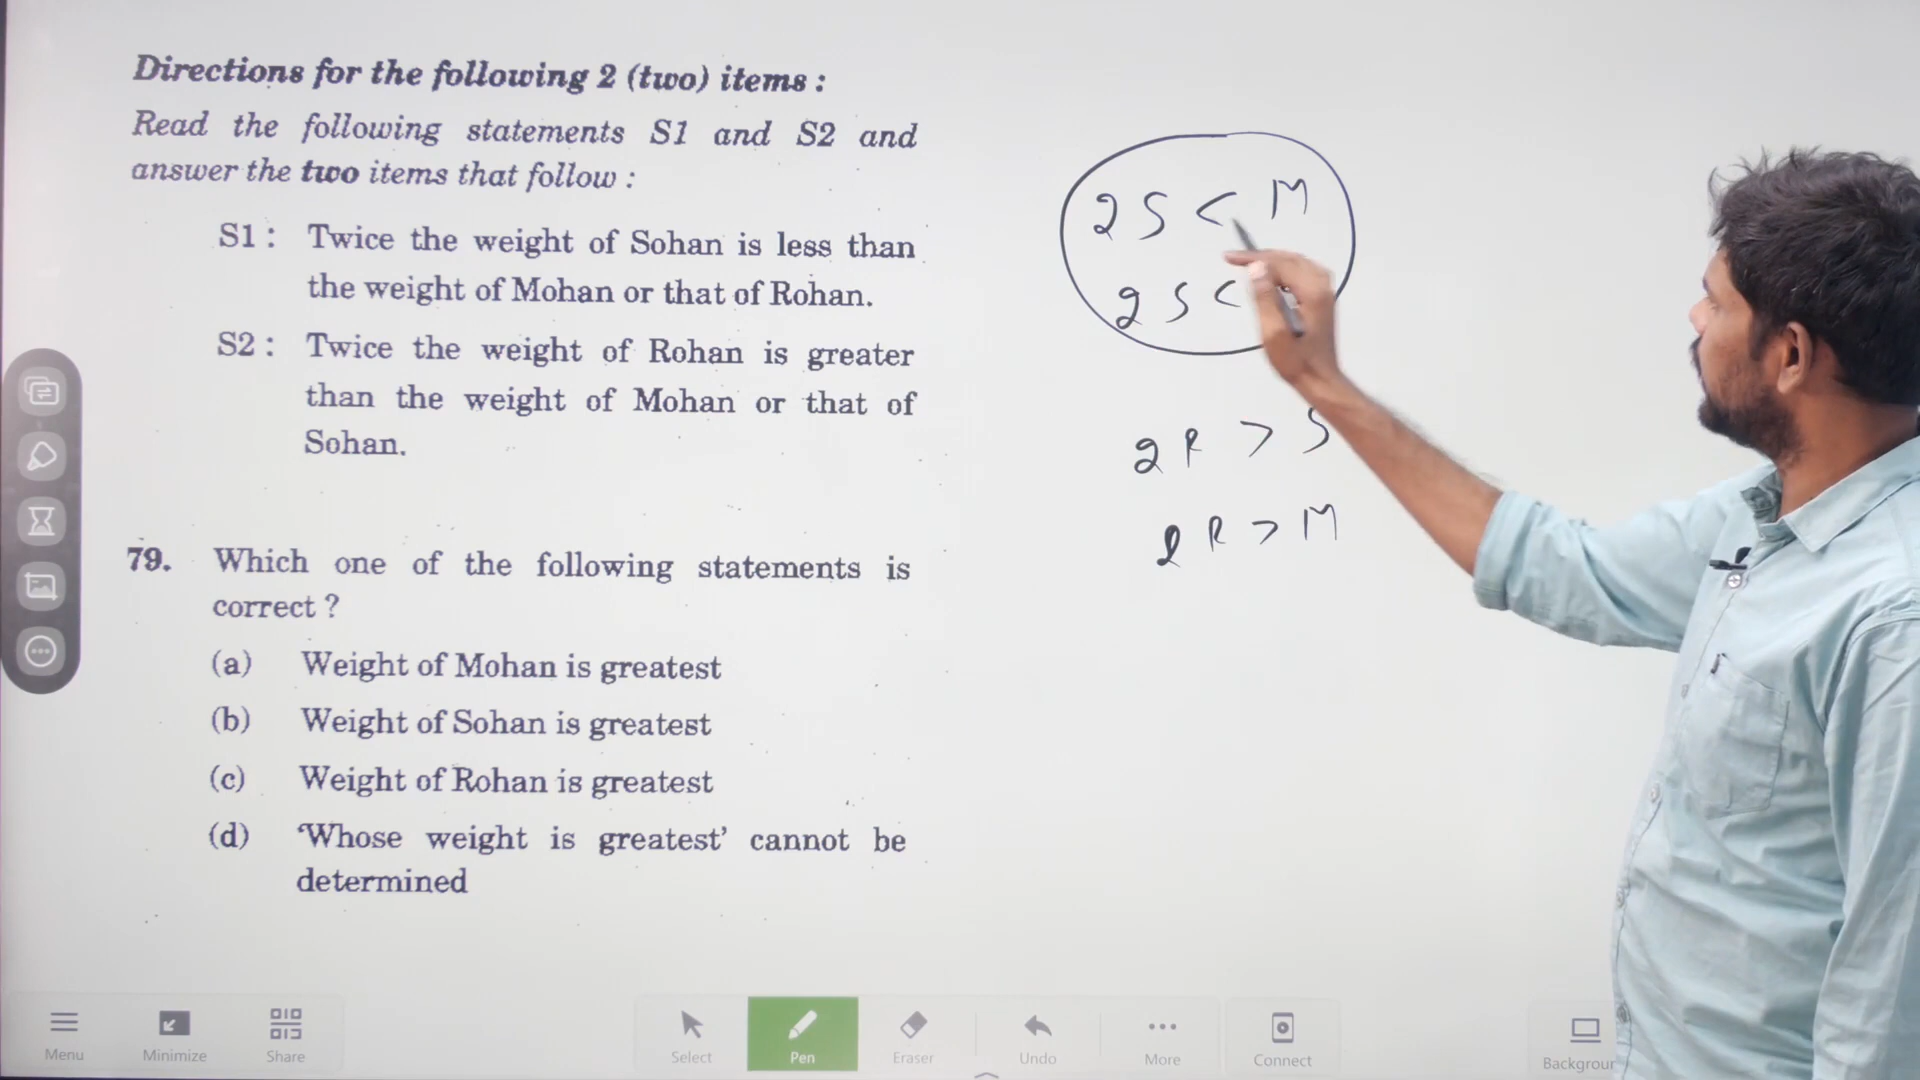 Directions for the following 2 (two) items :
Read the following statements S1 and S2 and
answer the two items that follow :
S1 : Twice the weight of Sohan is less than
the weight of Mohan or that of Rohan.
S2 : Twice the weight of Rohan is greater
than the weight of Mohan or that of
Sohan.
79. Which one of the following statements is
correct ?
(a) Weight of Mohan is greatest
(b) Weight of Sohan is greatest
(c) Weight of Rohan is greatest
(d) ‘Whose weight is greatest’ cannot be
determined
2 S < M
2 S <
2 R > S
2 R > M
Menu
Minimize
Share
Select
Pen
Eraser
Undo
More
Connect
Backgroun